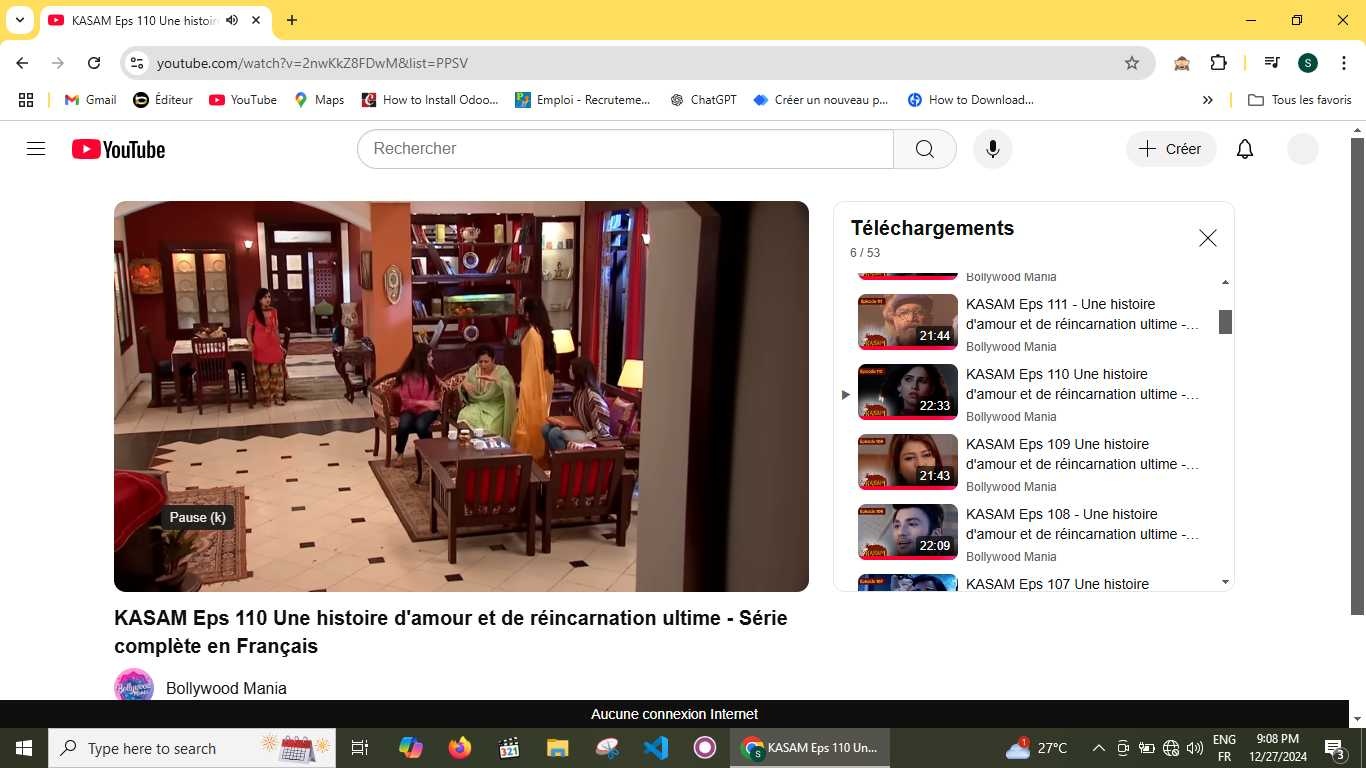 KASAM Eps 110 Une histoir
youtube.com/watch?v=2nwKkZ8FDwM&list=PPSV
S
Gmail
Éditeur
YouTube
Maps
How to Install Odoo...
Emploi - Recruteme...
ChatGPT
Créer un nouveau p...
How to Download...
»
Tous les favoris
YouTube
Rechercher
Créer
Pause (k)
KASAM Eps 110 Une histoire d'amour et de réincarnation ultime - Série
complète en Français
Bollywood Mania
Téléchargements
6 / 53
Bollywood Mania
21:44
KASAM Eps 111 - Une histoire
d'amour et de réincarnation ultime -...
Bollywood Mania
22:33
KASAM Eps 110 Une histoire
d'amour et de réincarnation ultime -...
Bollywood Mania
21:43
KASAM Eps 109 Une histoire
d'amour et de réincarnation ultime -...
Bollywood Mania
22:09
KASAM Eps 108 - Une histoire
d'amour et de réincarnation ultime -...
Bollywood Mania
KASAM Eps 107 Une histoire
Aucune connexion Internet
Type here to search
321
KASAM Eps 110 Un...
1
27°C
ENG
FR
9:08 PM
12/27/2024
3